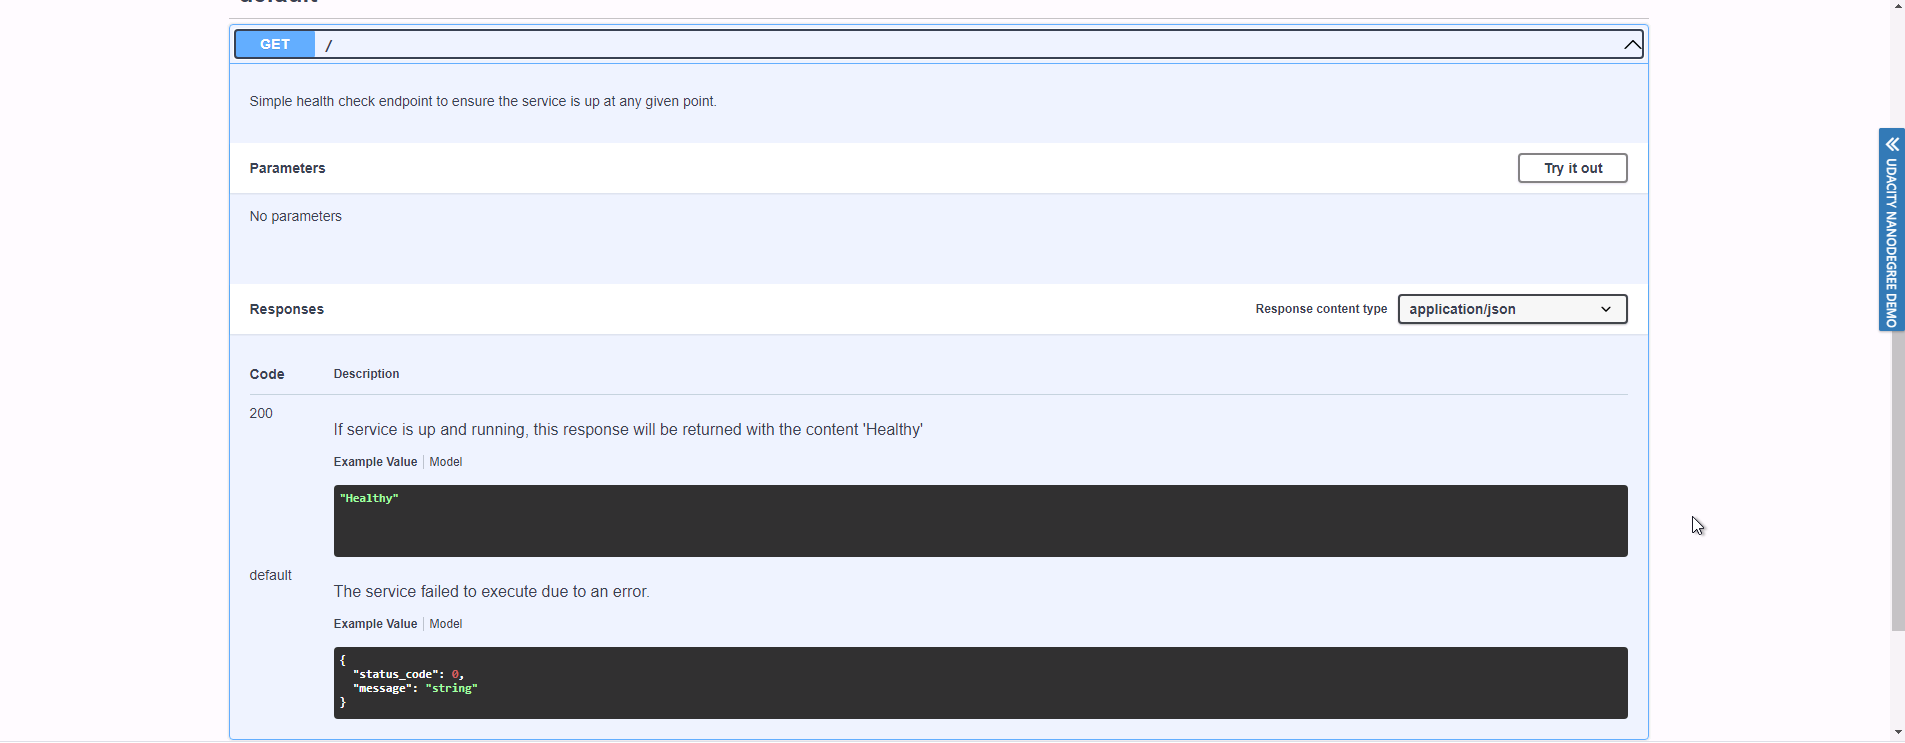 default
GET /
Simple health check endpoint to ensure the service is up at any given point.
Parameters
Try it out
No parameters
Responses
Response content type
application/json
Code
Description
200
If service is up and running, this response will be returned with the content 'Healthy'
Example Value
Model
"Healthy"
default
The service failed to execute due to an error.
Example Value
Model
{
"status_code": 0,
"message": "string"
}
UDACITY NANODEGREE DEMO